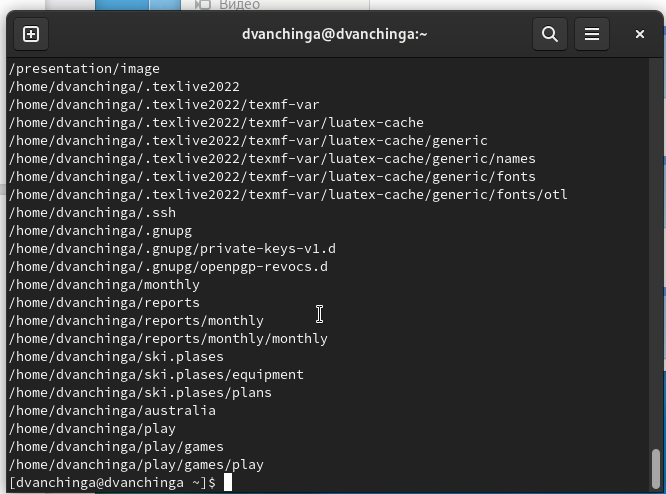 Видео
dvanchinga@dvanchinga:~
/presentation/image
/home/dvanchinga/.texlive2022
/home/dvanchinga/.texlive2022/texmf-var
/home/dvanchinga/.texlive2022/texmf-var/luatex-cache
/home/dvanchinga/.texlive2022/texmf-var/luatex-cache/generic
/home/dvanchinga/.texlive2022/texmf-var/luatex-cache/generic/names
/home/dvanchinga/.texlive2022/texmf-var/luatex-cache/generic/fonts
/home/dvanchinga/.texlive2022/texmf-var/luatex-cache/generic/fonts/otl
/home/dvanchinga/.ssh
/home/dvanchinga/.gnupg
/home/dvanchinga/.gnupg/private-keys-v1.d
/home/dvanchinga/.gnupg/openpgp-revocs.d
/home/dvanchinga/monthly
/home/dvanchinga/reports
/home/dvanchinga/reports/monthly
/home/dvanchinga/reports/monthly/monthly
/home/dvanchinga/ski.plases
/home/dvanchinga/ski.plases/equipment
/home/dvanchinga/ski.plases/plans
/home/dvanchinga/australia
/home/dvanchinga/play
/home/dvanchinga/play/games
/home/dvanchinga/play/games/play
[dvanchinga@dvanchinga ~]$